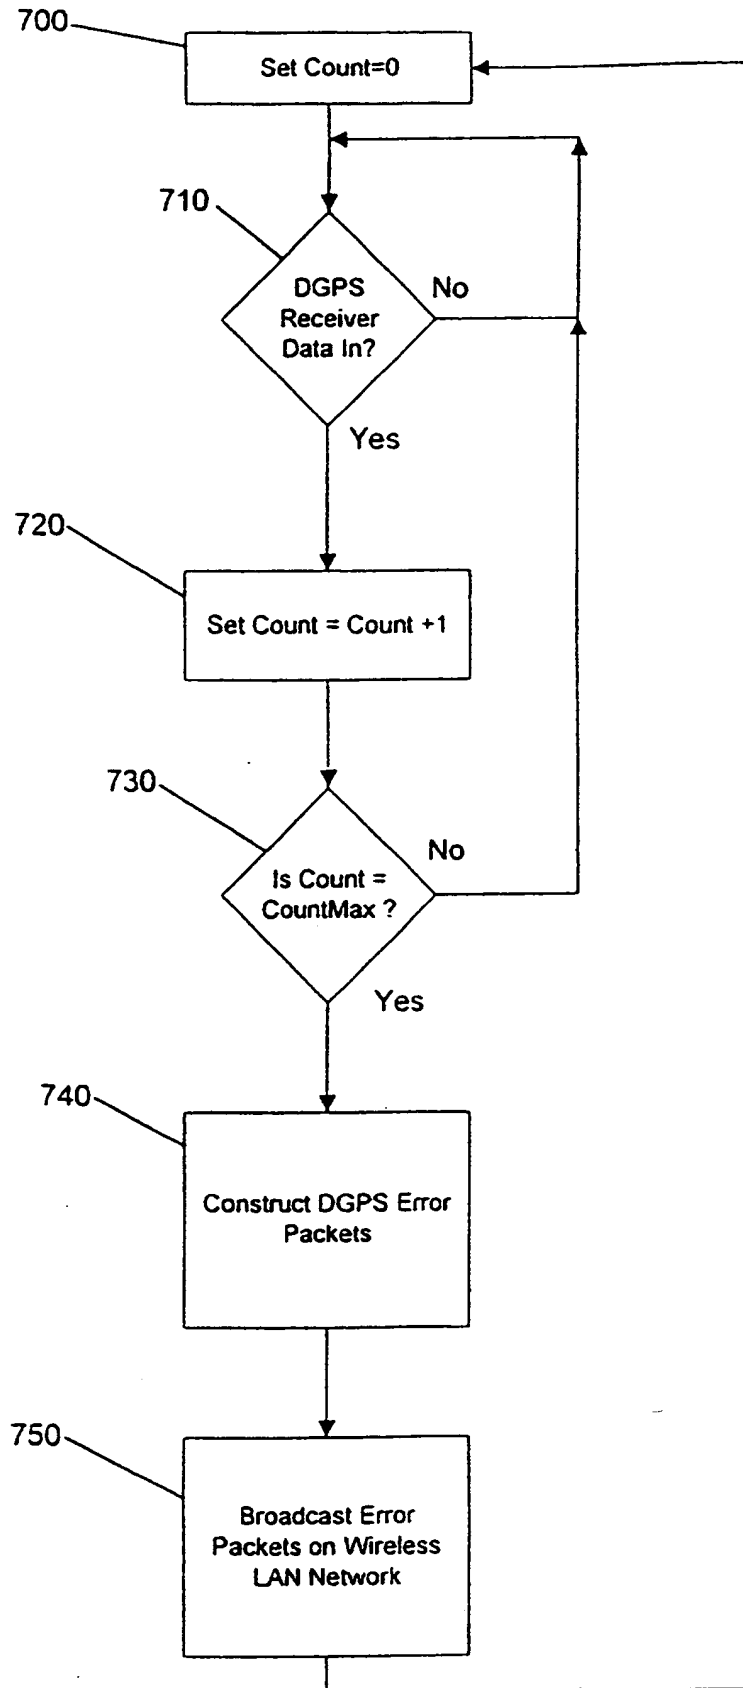 700
Set Count=0
710
DGPS
Receiver
Data In?
No
Yes
720
Set Count = Count +1
730
Is Count =
CountMax ?
No
Yes
740
Construct DGPS Error
Packets
750
Broadcast Error
Packets on Wireless
LAN Network